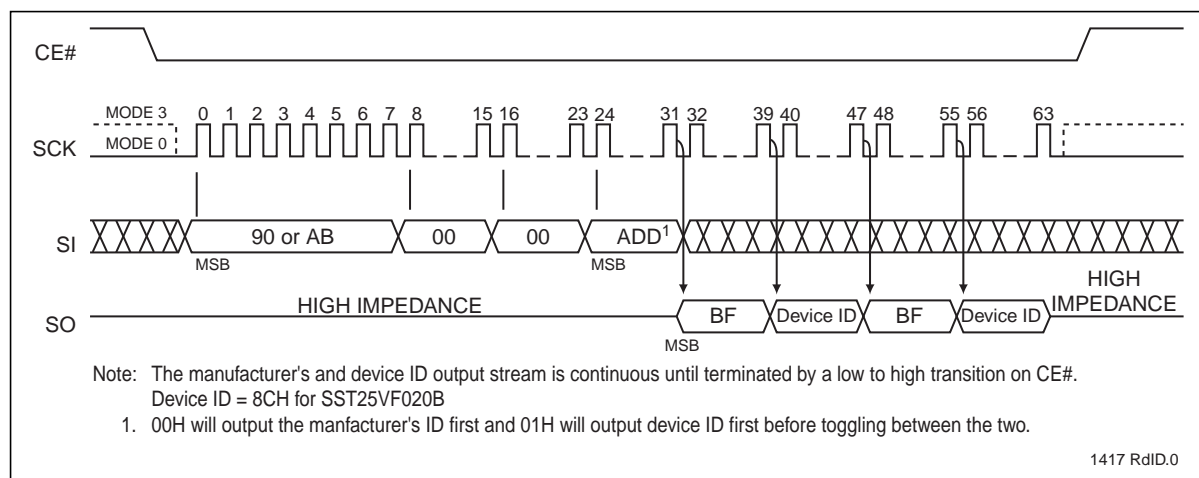 CE#
MODE 3
0 1 2 3 4 5 6 7 8 15 16 23 24 31 32 39 40 47 48 55 56 63
SCK
MODE 0
SI
90 or AB 00 00 ADD1
MSB MSB
HIGH IMPEDANCE
HIGH IMPEDANCE
SO
BF Device ID BF Device ID
MSB
Note: The manufacturer's and device ID output stream is continuous until terminated by a low to high transition on CE#.
Device ID = 8CH for SST25VF020B
1. 00H will output the manfacturer's ID first and 01H will output device ID first before toggling between the two.
1417 RdID.0